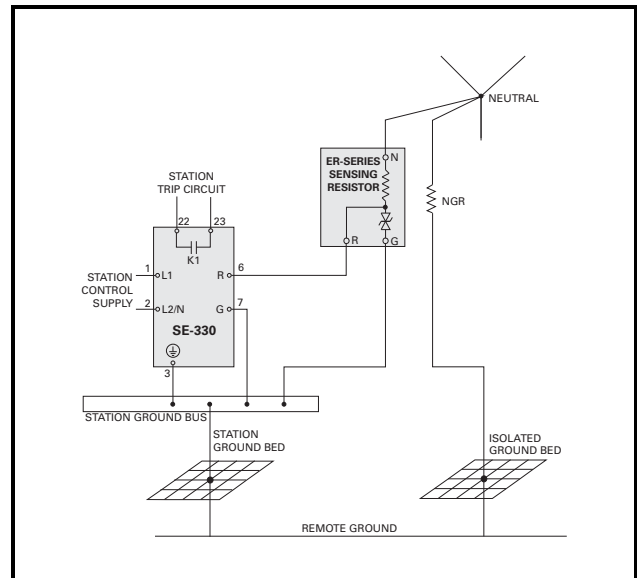 NEUTRAL
ER-SERIES
SENSING
RESISTOR
N
NGR
R
G
STATION
TRIP CIRCUIT
22
23
K1
STATION
CONTROL
SUPPLY
1
L1
R
6
2
L2/N
G
7
SE-330
3
STATION GROUND BUS
STATION
GROUND BED
ISOLATED
GROUND BED
REMOTE GROUND